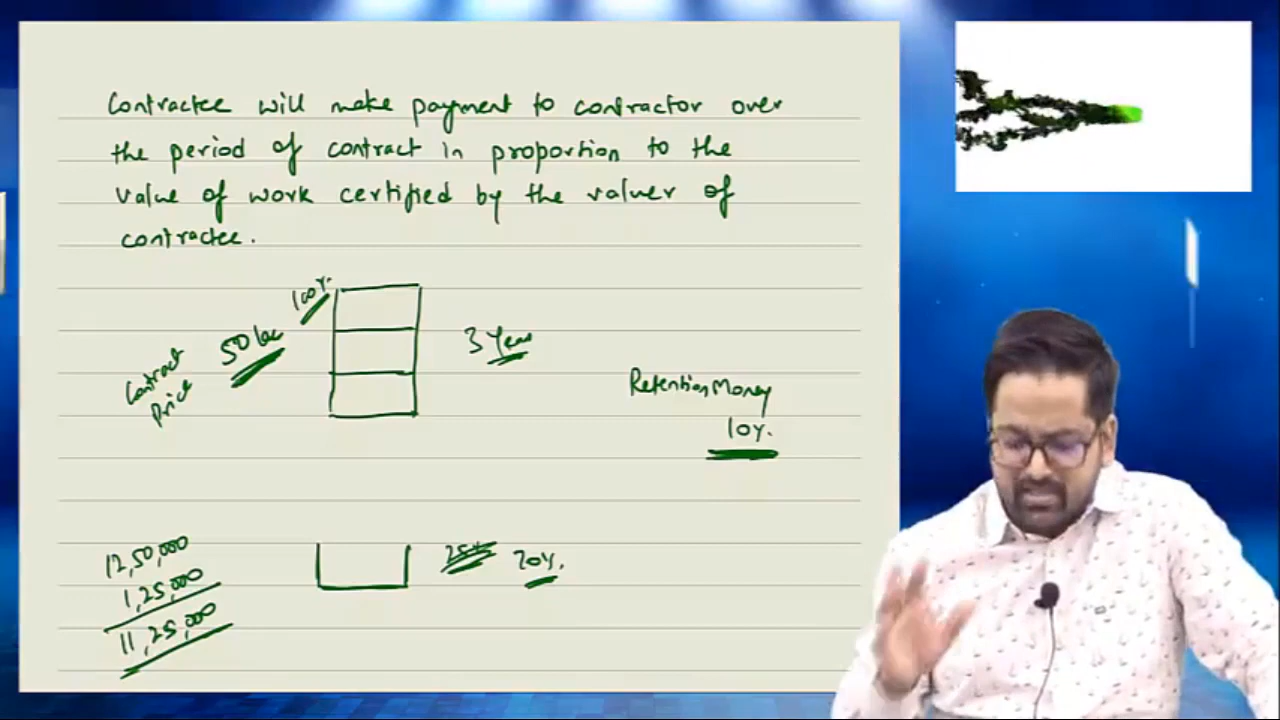 Contractee will make payment to contractor over
the period of contract in proportion to the
value of work certified by the valuer of
contractee.
100%.
50 lac
Contract
Price
3 Years
Retention Money
10%.
12,50,000
1,25,000
11,25,000
25%
20%.